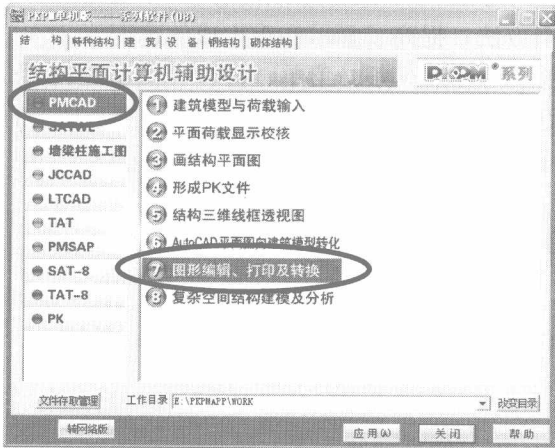 PKPM单机版——系列软件(08)
结 构 | 特种结构 | 建 筑 | 设 备 | 钢结构 | 砌体结构 |
结构平面计算机辅助设计 系列
PMCAD
SATWE
墙梁柱施工图
JCCAD
LTCAD
TAT
PMSAP
SAT-8
TAT-8
PK
1 建筑模型与荷载输入
2 平面荷载显示校核
3 画结构平面图
4 形成PK文件
5 结构三维线框透视图
6 AutoCAD平面图向建筑模型转化
7 图形编辑、打印及转换
8 复杂空间结构建模及分析
文件存取管理 工作目录 E:\PKPMAPP\WORK 改变目录
转网络版 应用(A) 关闭 帮助